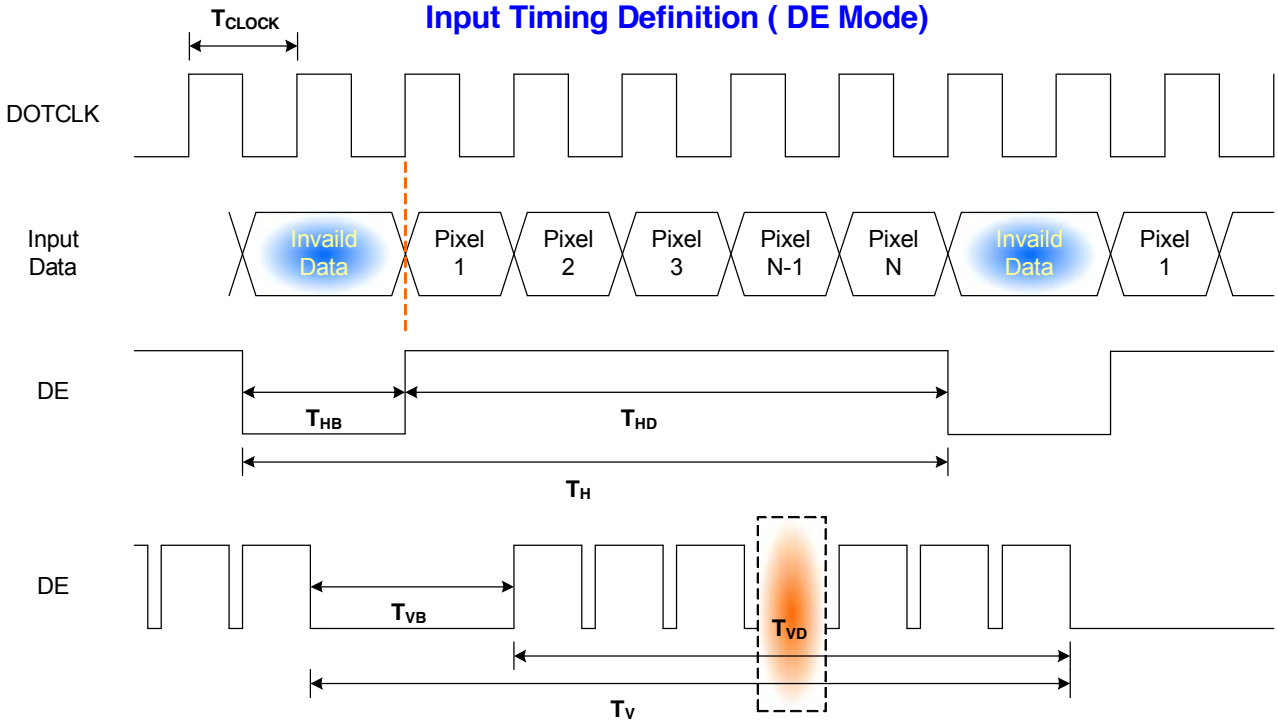 Input Timing Definition ( DE Mode)
TCLOCK
DOTCLK
Input
Data
Invaild
Data
Pixel
1
Pixel
2
Pixel
3
Pixel
N-1
Pixel
N
Invaild
Data
Pixel
1
DE
THB
THD
TH
DE
TVB
TVD
TV